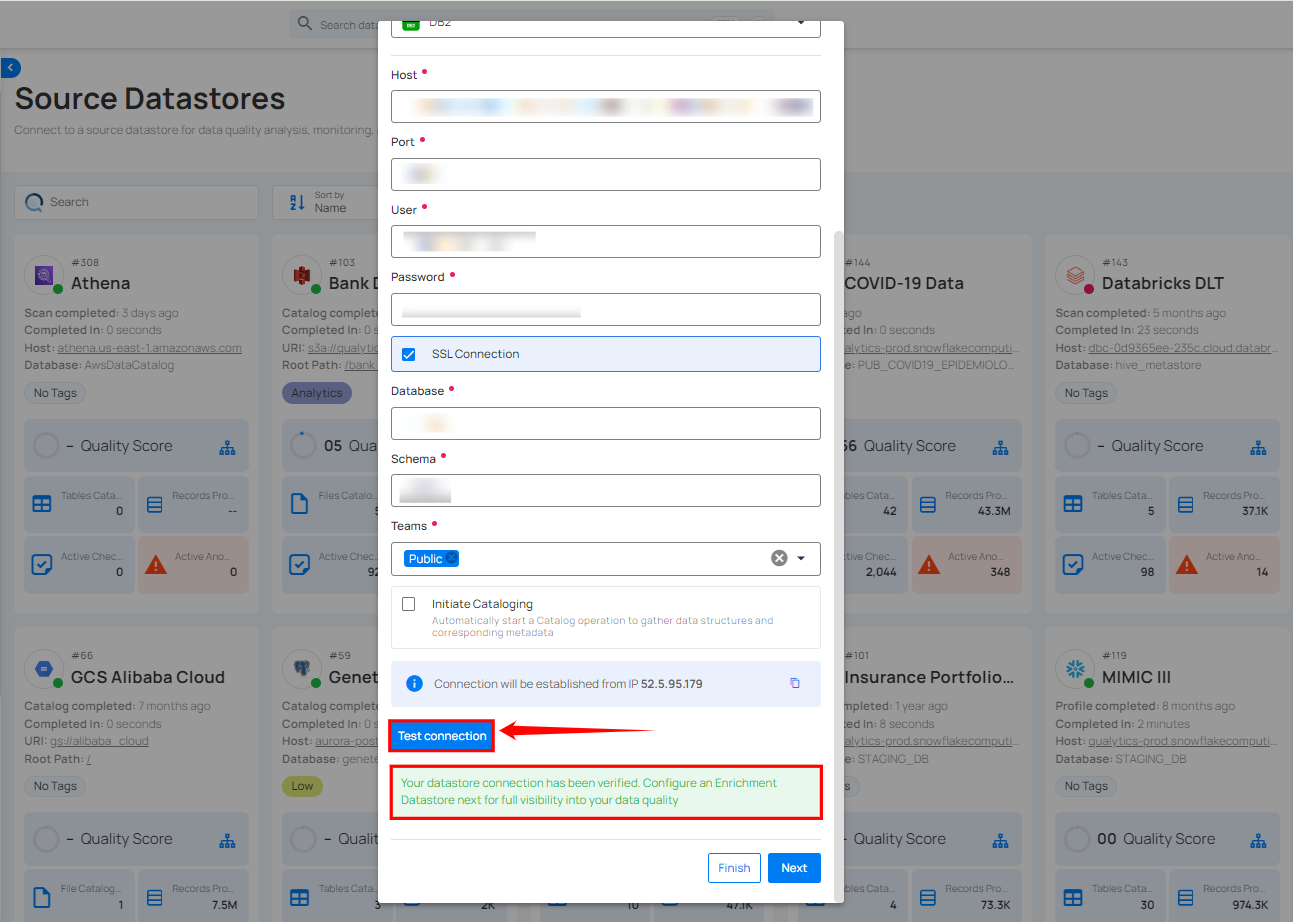 Search data
DB2
Source Datastores
Connect to a source datastore for data quality analysis, monitoring,
Search
Sort by
Name
Host
Port
User
Password
SSL Connection
Database
Schema
Teams
Public
Initiate Cataloging
Automatically start a Catalog operation to gather data structures and
corresponding metadata
Connection will be established from IP 52.5.95.179
Test connection
Your datastore connection has been verified. Configure an Enrichment
Datastore next for full visibility into your data quality
Finish
Next
#308
Athena
Scan completed: 3 days ago
Completed In: 0 seconds
Host: athena.us-east-1.amazonaws.com
Database: AwsDataCatalog
No Tags
– Quality Score
Tables Cata...
0
Records Pro...
--
Active Chec...
0
Active Ano...
0
#103
Bank D
Catalog complete
Completed In: 0 s
URI: s3a://qualytic
Root Path: /bank_
Analytics
05 Qua
Files Catalo
5
Active Chec
92
#144
COVID-19 Data
mpleted: 5 months ago
ed In: 0 seconds
alytics-prod.snowflakecomputi...
e: PUB_COVID19_EPIDEMIOLO...
56 Quality Score
es Cata...
42
Records Pro...
43.3M
ve Chec...
2,044
Active Ano...
348
#143
Databricks DLT
Scan completed: 5 months ago
Completed In: 23 seconds
Host: dbc-0d9365ee-235c.cloud.databr...
Database: hive_metastore
No Tags
– Quality Score
Tables Cata...
5
Records Pro...
37.1K
Active Chec...
98
Active Ano...
14
#66
GCS Alibaba Cloud
Catalog completed: 7 months ago
Completed In: 0 seconds
URI: gs://alibaba_cloud
Root Path: /
No Tags
– Quality Score
File Catalog...
1
Records Pro...
7.5M
#59
Genet
Catalog complete
Completed In: 0 s
Host: aurora-post
Database: genete
Low
– Qualit
Tables Cata
3
2K
10
47.1K
#101
Insurance Portfolio...
mpleted: 1 year ago
ed In: 8 seconds
alytics-prod.snowflakecomputi...
e: STAGING_DB
s
– Quality Score
es Cata...
4
Records Pro...
73.3K
#119
MIMIC III
Profile completed: 8 months ago
Completed In: 2 minutes
Host: qualytics-prod.snowflakecomputi...
Database: STAGING_DB
No Tags
00 Quality Score
Tables Cata...
30
Records Pro...
974.3K